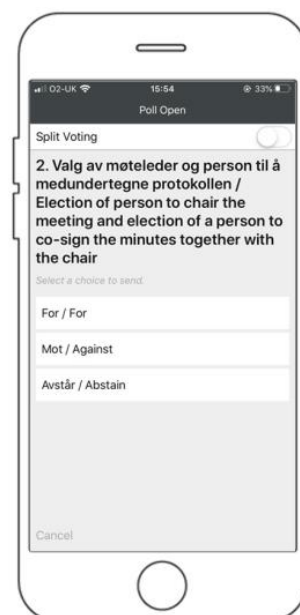 O2-UK 15:54 33%
Poll Open
Split Voting
2. Valg av møteleder og person til å
medundertegne protokollen /
Election of person to chair the
meeting and election of a person to
co-sign the minutes together with
the chair
Select a choice to send.
For / For
Mot / Against
Avstår / Abstain
Cancel